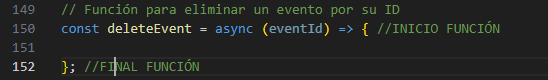 149 // Función para eliminar un evento por su ID
150 const deleteEvent = async (eventId) => { //INICIO FUNCIÓN
151
152 }; //FINAL FUNCIÓN